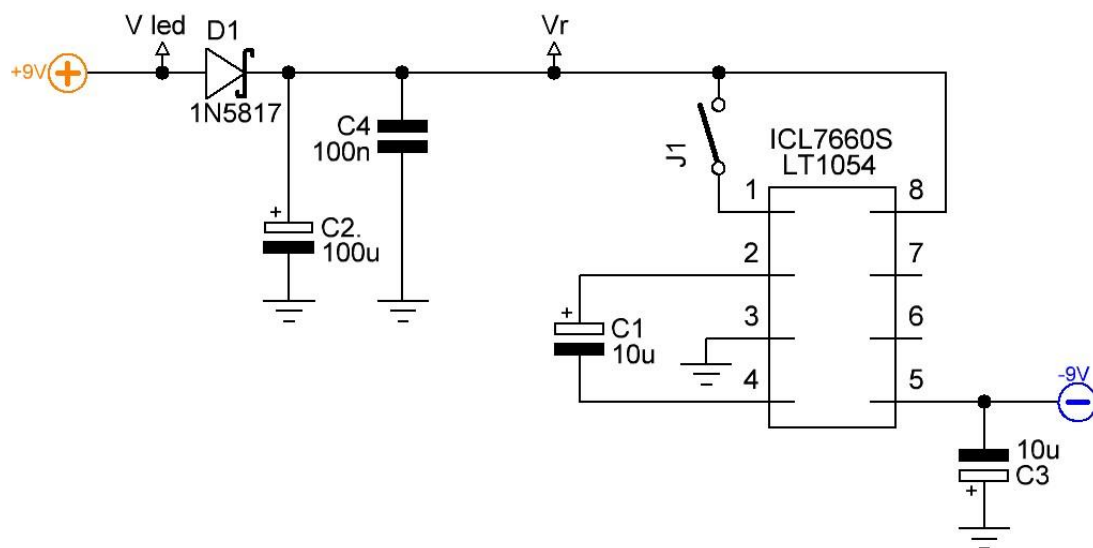 V led
D1
Vr
+9V
1N5817
C4
100n
J1
ICL7660S
LT1054
1
8
+
C2.
100u
2
7
+
C1
10u
3
6
4
5
-9V
10u
C3
+